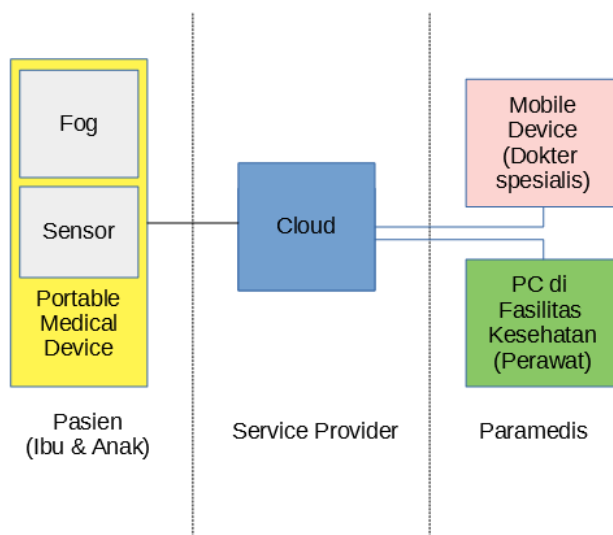 Fog
Sensor
Portable
Medical
Device
Pasien
(Ibu & Anak)
Cloud
Service Provider
Mobile
Device
(Dokter
spesialis)
PC di
Fasilitas
Kesehatan
(Perawat)
Paramedis